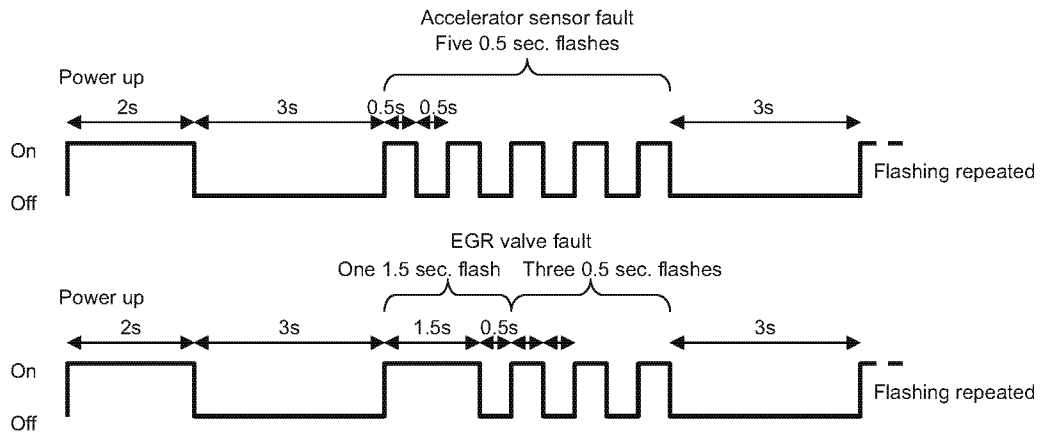 Accelerator sensor fault
Five 0.5 sec. flashes
Power up
2s 3s 0.5s 0.5s 3s
On
Flashing repeated
Off
EGR valve fault
One 1.5 sec. flash Three 0.5 sec. flashes
Power up
2s 3s 1.5s 0.5s 3s
On
Flashing repeated
Off